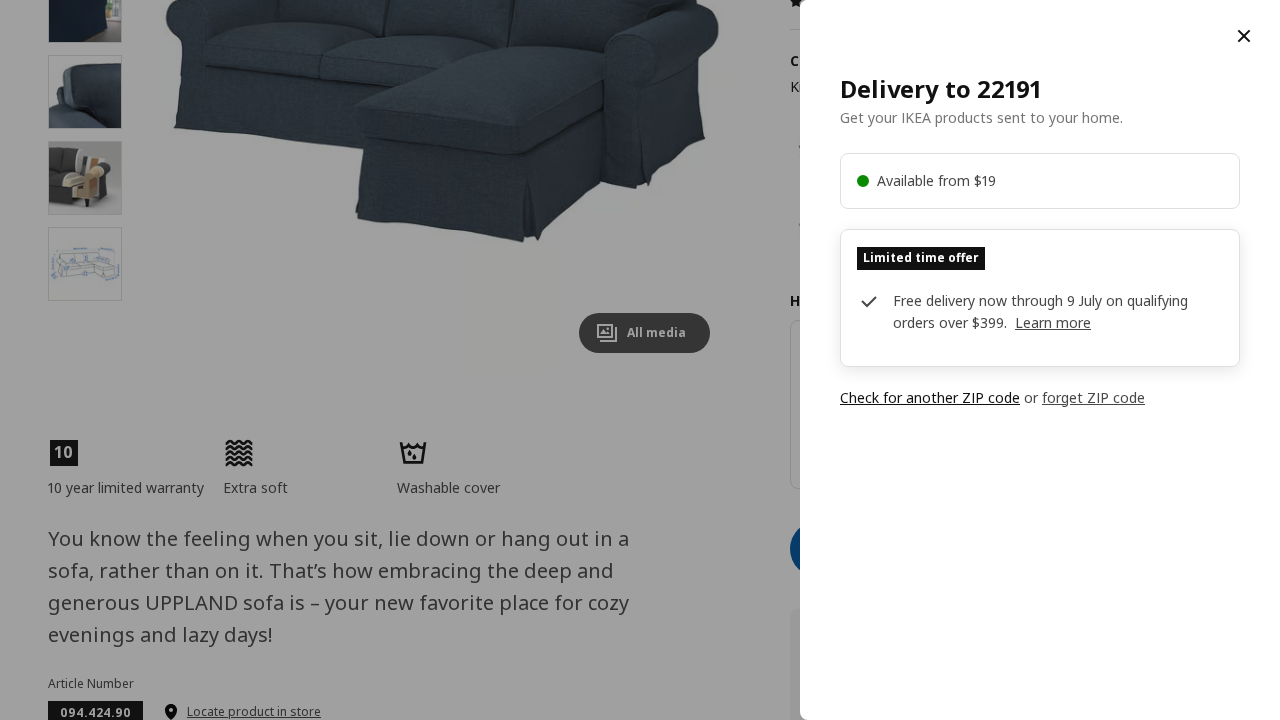 All media
10
10 year limited warranty
Extra soft
Washable cover
You know the feeling when you sit, lie down or hang out in a
sofa, rather than on it. That’s how embracing the deep and
generous UPPLAND sofa is – your new favorite place for cozy
evenings and lazy days!
Article Number
094.424.90
Locate product in store
Delivery to 22191
Get your IKEA products sent to your home.
Available from $19
Limited time offer
Free delivery now through 9 July on qualifying
orders over $399. Learn more
Check for another ZIP code or forget ZIP code